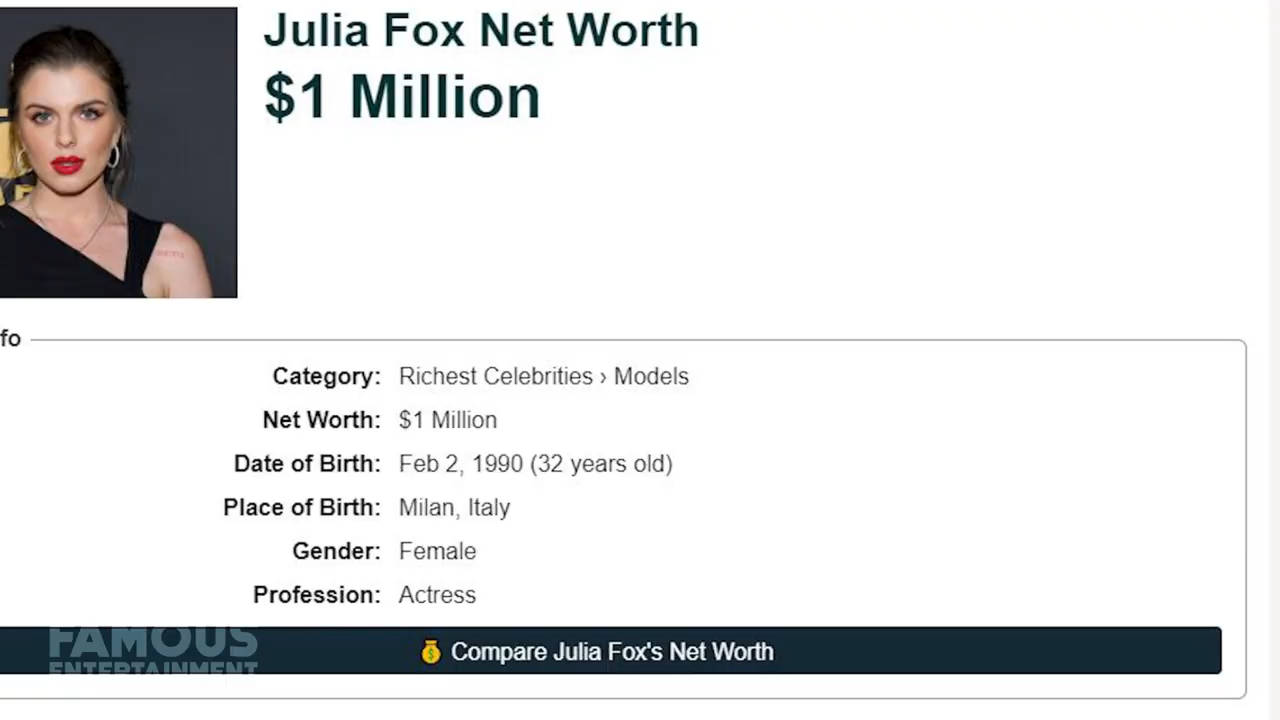 Julia Fox Net Worth
$1 Million
fo
Category: Richest Celebrities › Models
Net Worth: $1 Million
Date of Birth: Feb 2, 1990 (32 years old)
Place of Birth: Milan, Italy
Gender: Female
Profession: Actress
Compare Julia Fox's Net Worth
FAMOUS
ENTERTAINMENT